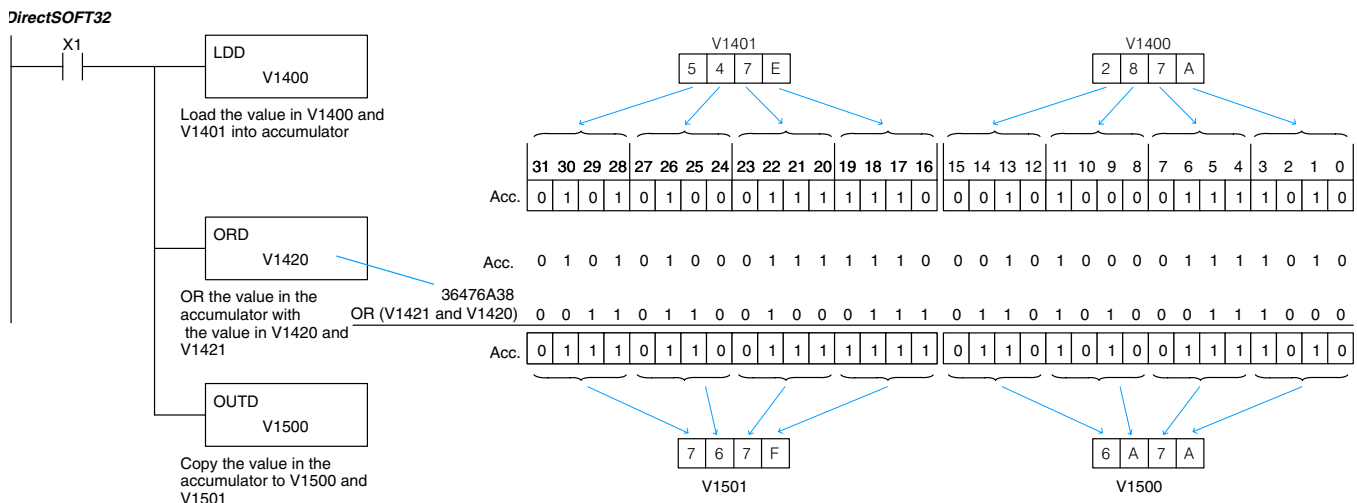 DirectSOFT32
X1
LDD
V1400
Load the value in V1400 and
V1401 into accumulator
V1401
V1400
5 4 7 E
2 8 7 A
31 30 29 28 27 26 25 24 23 22 21 20 19 18 17 16 15 14 13 12 11 10 9 8 7 6 5 4 3 2 1 0
Acc. 0 1 0 1 0 1 0 0 0 1 1 1 1 1 1 0 0 0 1 0 1 0 0 0 0 1 1 1 1 0 1 0
ORD
V1420
OR the value in the
accumulator with
the value in V1420 and
V1421
Acc. 0 1 0 1 0 1 0 0 0 1 1 1 1 1 1 0 0 0 1 0 1 0 0 0 0 1 1 1 1 0 1 0
36476A38
OR (V1421 and V1420) 0 0 1 1 0 1 1 0 0 1 0 0 0 1 1 1 0 1 1 0 1 0 1 0 0 0 1 1 1 0 0 0
Acc. 0 1 1 1 0 1 1 0 0 1 1 1 1 1 1 1 0 1 1 0 1 0 1 0 0 1 1 1 1 0 1 0
OUTD
V1500
Copy the value in the
accumulator to V1500 and
V1501
7 6 7 F
6 A 7 A
V1501
V1500